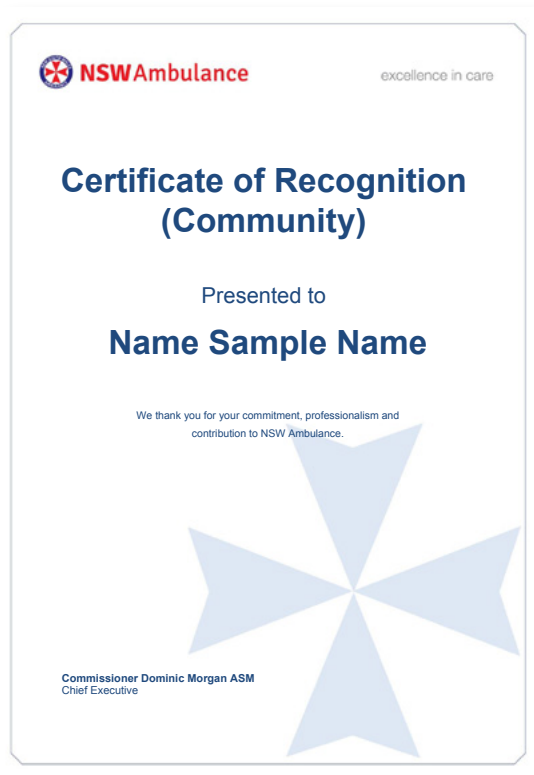 NSW Ambulance
excellence in care
Certificate of Recognition
(Community)
Presented to
Name Sample Name
We thank you for your commitment, professionalism and
contribution to NSW Ambulance.
Commissioner Dominic Morgan ASM
Chief Executive